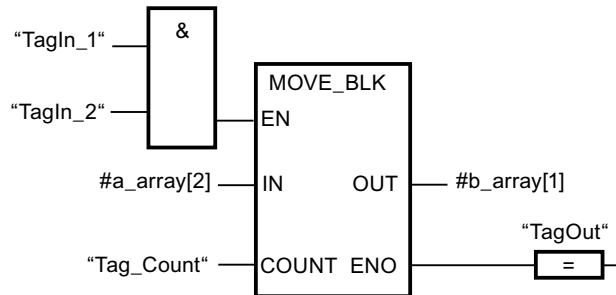 “TagIn_1“
&
“TagIn_2“
MOVE_BLK
EN
#a_array[2] IN OUT #b_array[1]
“TagOut“
“Tag_Count“ COUNT ENO =